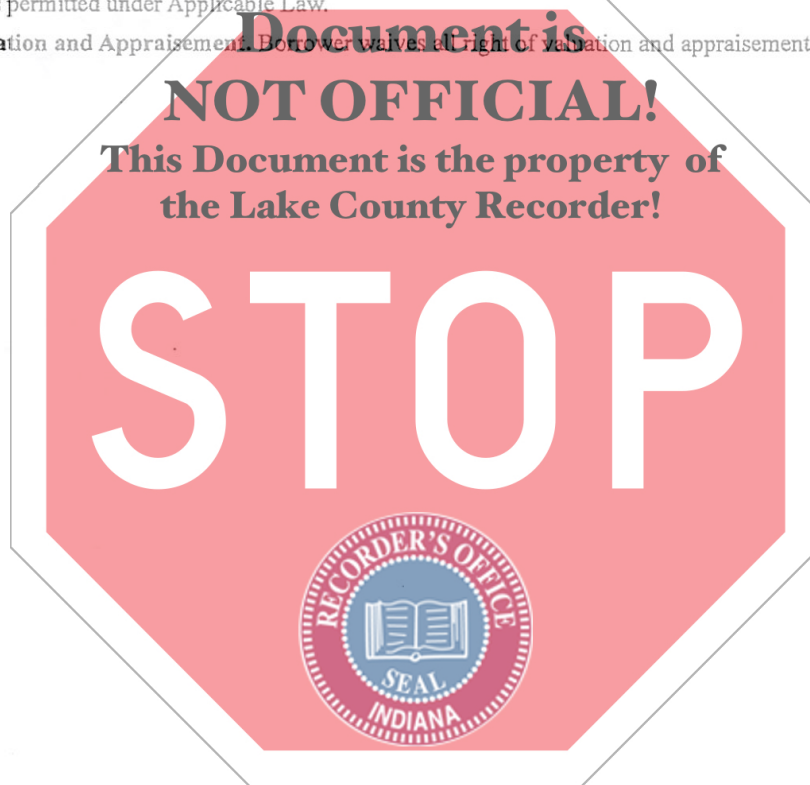 permitted under Applicable Law.
Document is
ation and Appraisement. Borrower waives all right of valuation and appraisement
NOT OFFICIAL!
This Document is the property of
the Lake County Recorder!
STOP
RECORDER'S OFFICE
SEAL
INDIANA